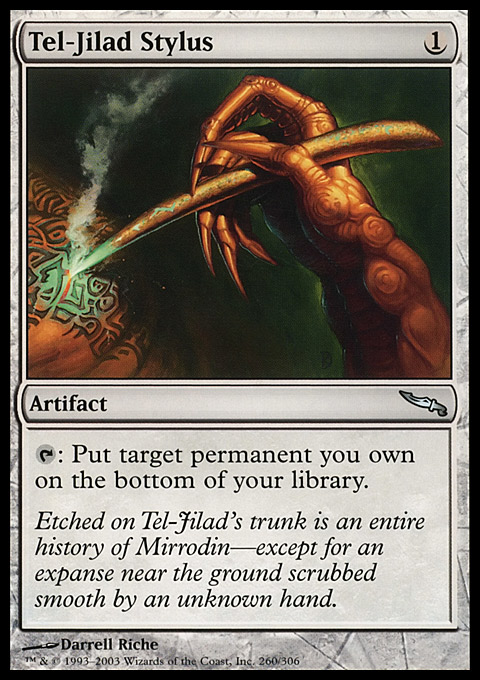 Tel-Jilad Stylus 1
Artifact
: Put target permanent you own
on the bottom of your library.
Etched on Tel-Jilad's trunk is an entire
history of Mirrodin—except for an
expanse near the ground scrubbed
smooth by an unknown hand.
Darrell Riche
™ & © 1993–2003 Wizards of the Coast, Inc. 260/306